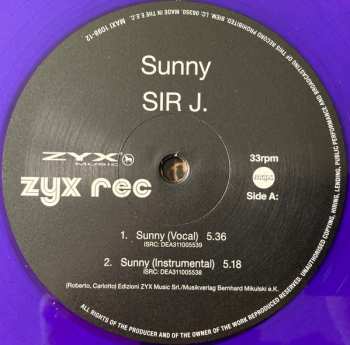 Sunny
SIR J.
ZYX
MUSIC
zyx rec
33rpm
Side A:
1. Sunny (Vocal) 5.36
ISRC: DEA311005539
2. Sunny (Instrumental) 5.18
ISRC: DEA311005538
(Roberto, Carlotto) Edizioni ZYX Music Srl./Musikverlag Bernhard Mikulski e.K.
ALL RIGHTS OF THE PRODUCER AND OF THE OWNER OF THE WORK REPRODUCED RESERVED. UNAUTHORISED COPYING, HIRING, LENDING, PUBLIC PERFORMANCE AND BROADCASTING OF THIS RECORD PROHIBITED. BIEM. LC. 06350. MADE IN THE E.E.C. MAXI 1098-12